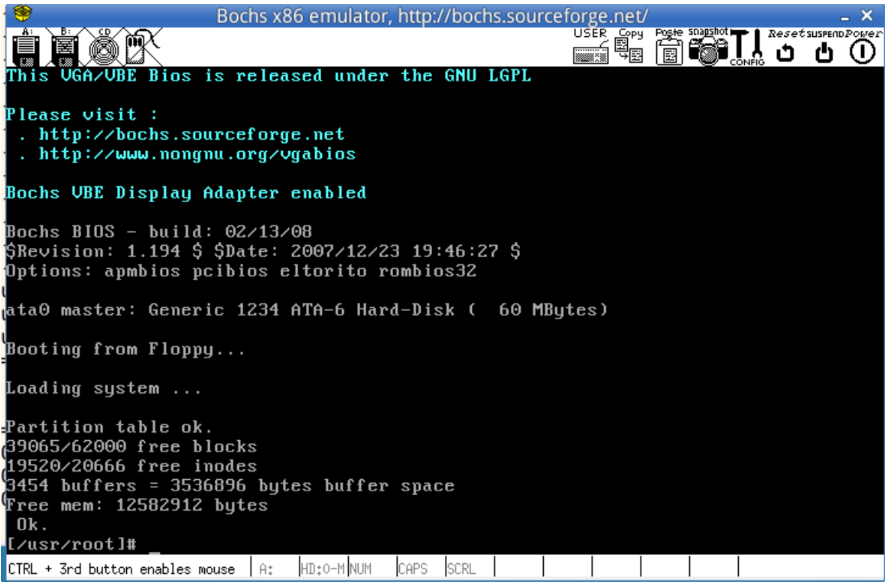 Bochs x86 emulator, http://bochs.sourceforge.net/
A: B: CD USER Copy Paste snapshot Reset SUSPEND Power
CONFIG
This VGA/VBE Bios is released under the GNU LGPL
Please visit :
. http://bochs.sourceforge.net
. http://www.nongnu.org/vgabios
Bochs VBE Display Adapter enabled
Bochs BIOS - build: 02/13/08
$Revision: 1.194 $ $Date: 2007/12/23 19:46:27 $
Options: apmbios pcibios eltorito rombios32
ata0 master: Generic 1234 ATA-6 Hard-Disk (  60 MBytes)
Booting from Floppy...
Loading system ...
Partition table ok.
39065/62000 free blocks
19520/20666 free inodes
3454 buffers = 3536896 bytes buffer space
Free mem: 12582912 bytes
Ok.
[/usr/root]# _
CTRL + 3rd button enables mouse A: HD:0-M NUM CAPS SCRL